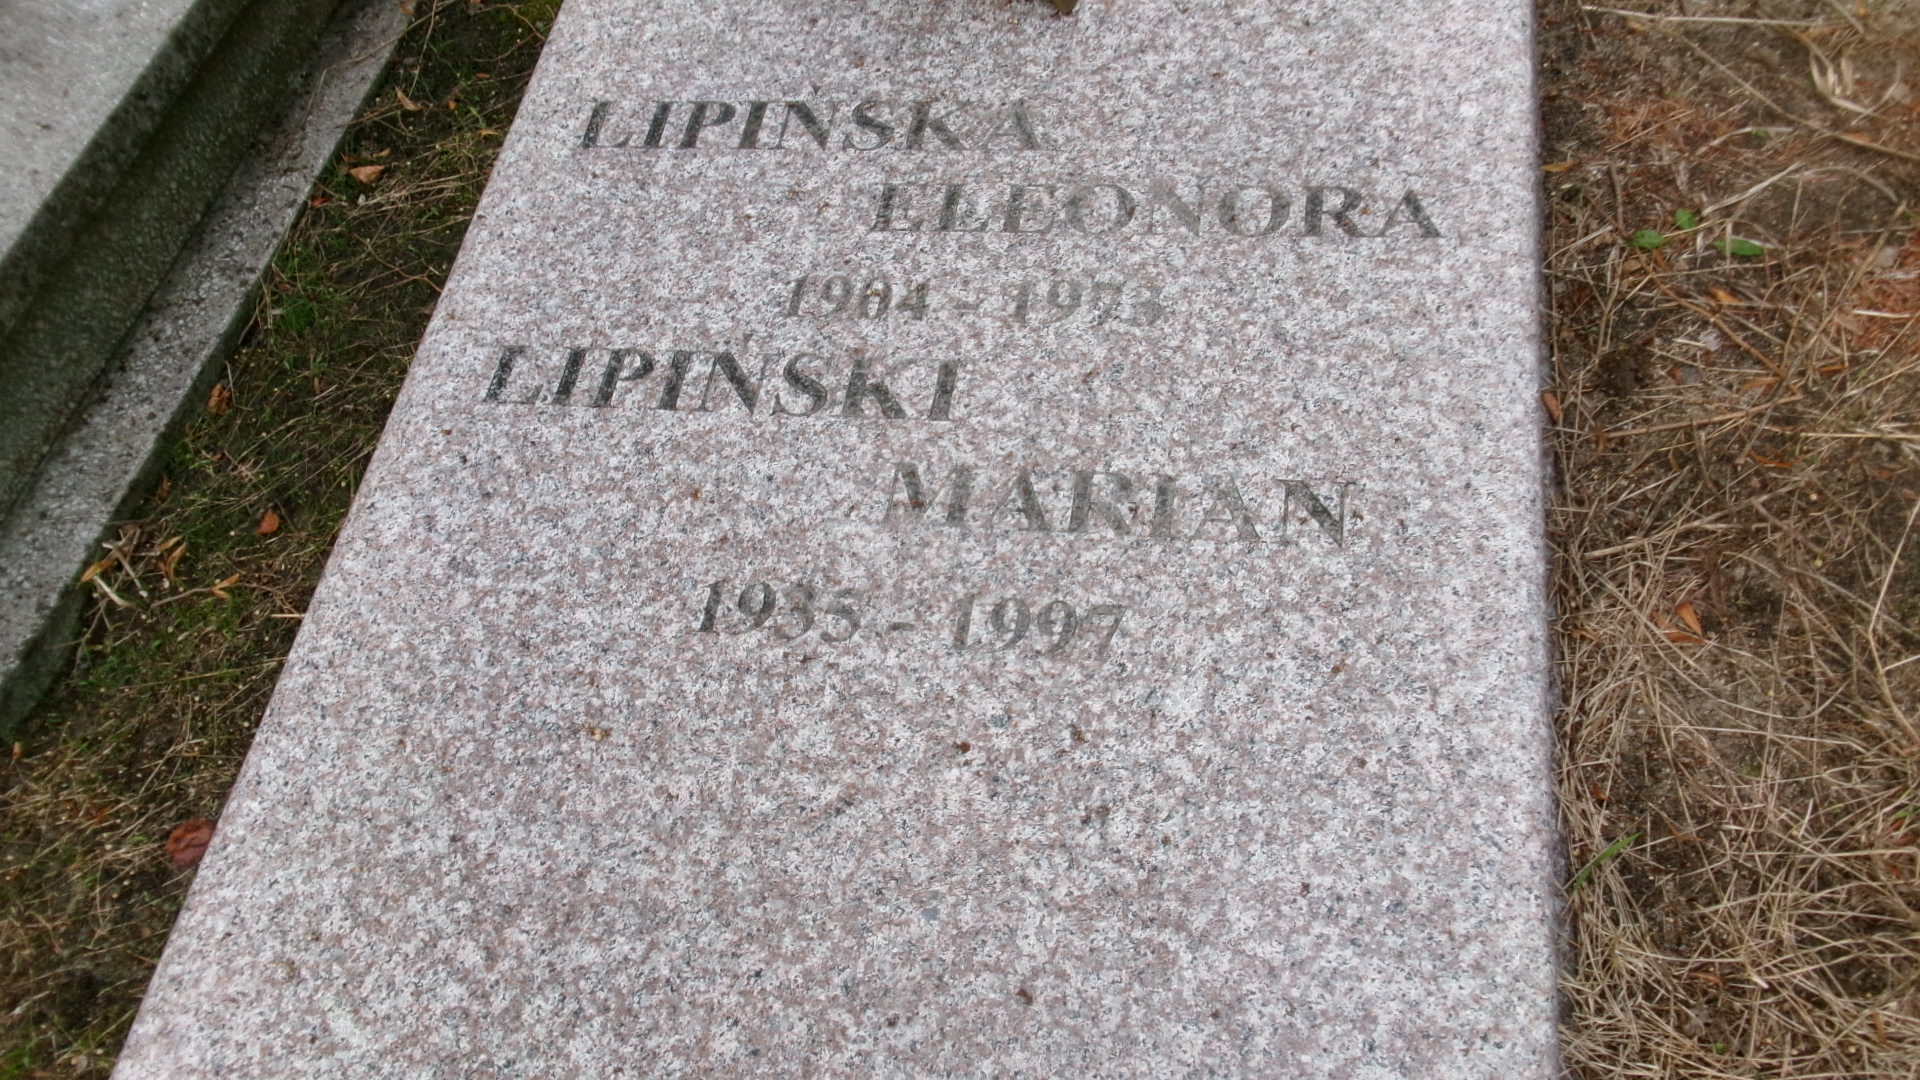 LIPIŃSKA
ELEONORA
1904 - 1973
LIPIŃSKI
MARIAN
1935 - 1997